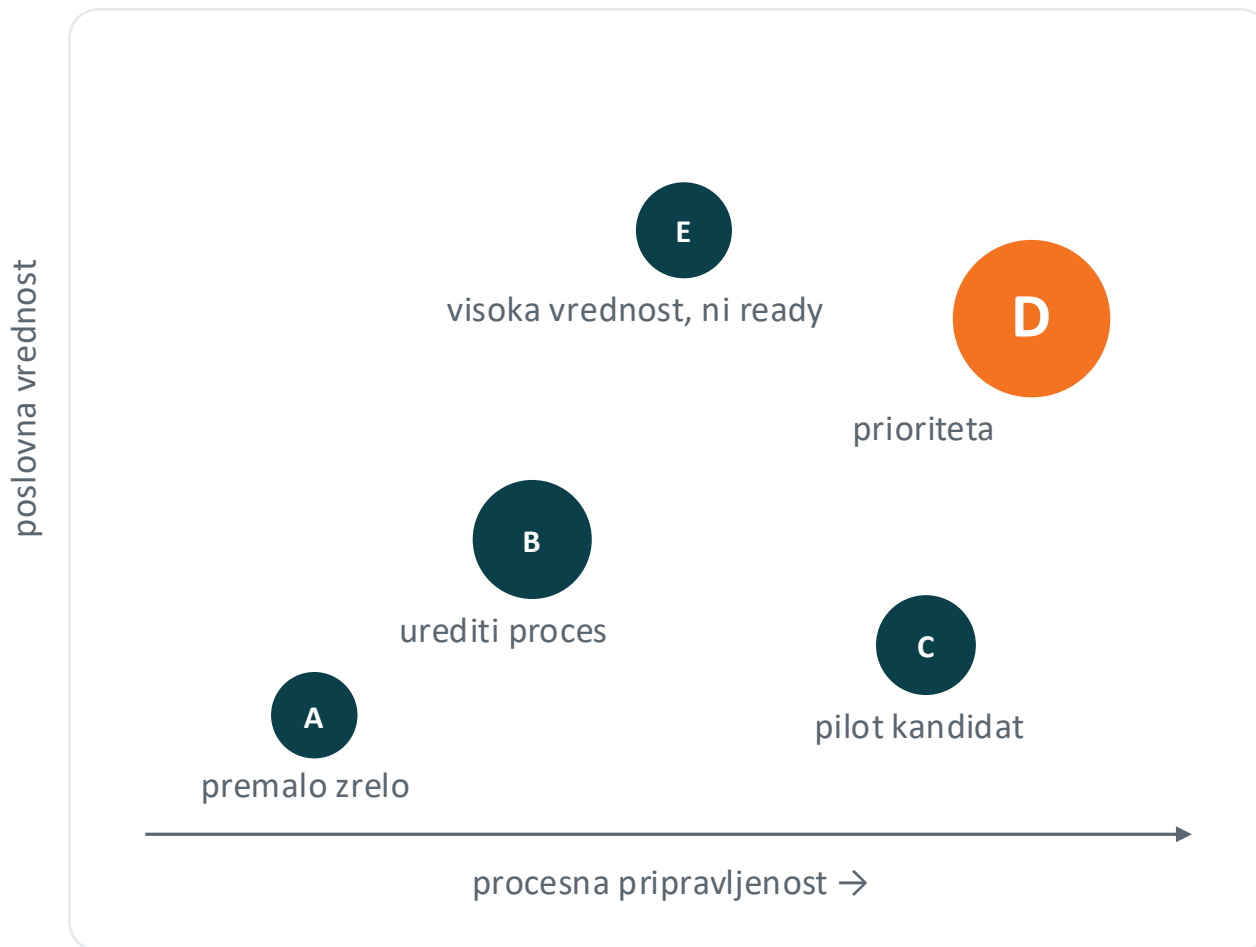 poslovna vrednost
E
visoka vrednost, ni ready
D
prioriteta
B
urediti proces
C
pilot kandidat
A
premalo zrelo
procesna pripravljenost →